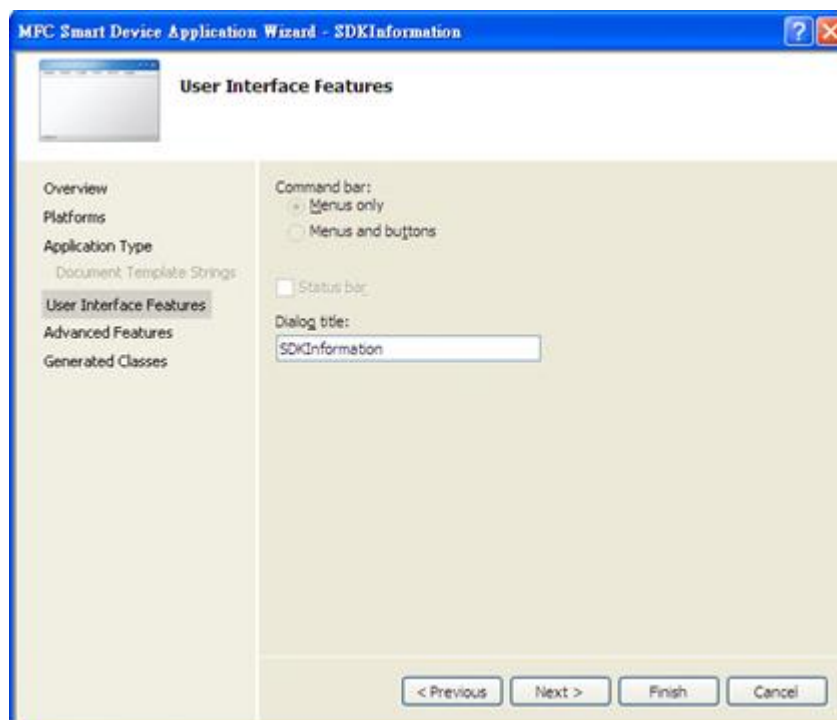 MFC Smart Device Application Wizard - SDKInformation
User Interface Features
Overview
Platforms
Application Type
Document Template Strings
User Interface Features
Advanced Features
Generated Classes
Command bar:
Menus only
Menus and buttons
Status bar
Dialog title:
SDKInformation
< Previous
Next >
Finish
Cancel